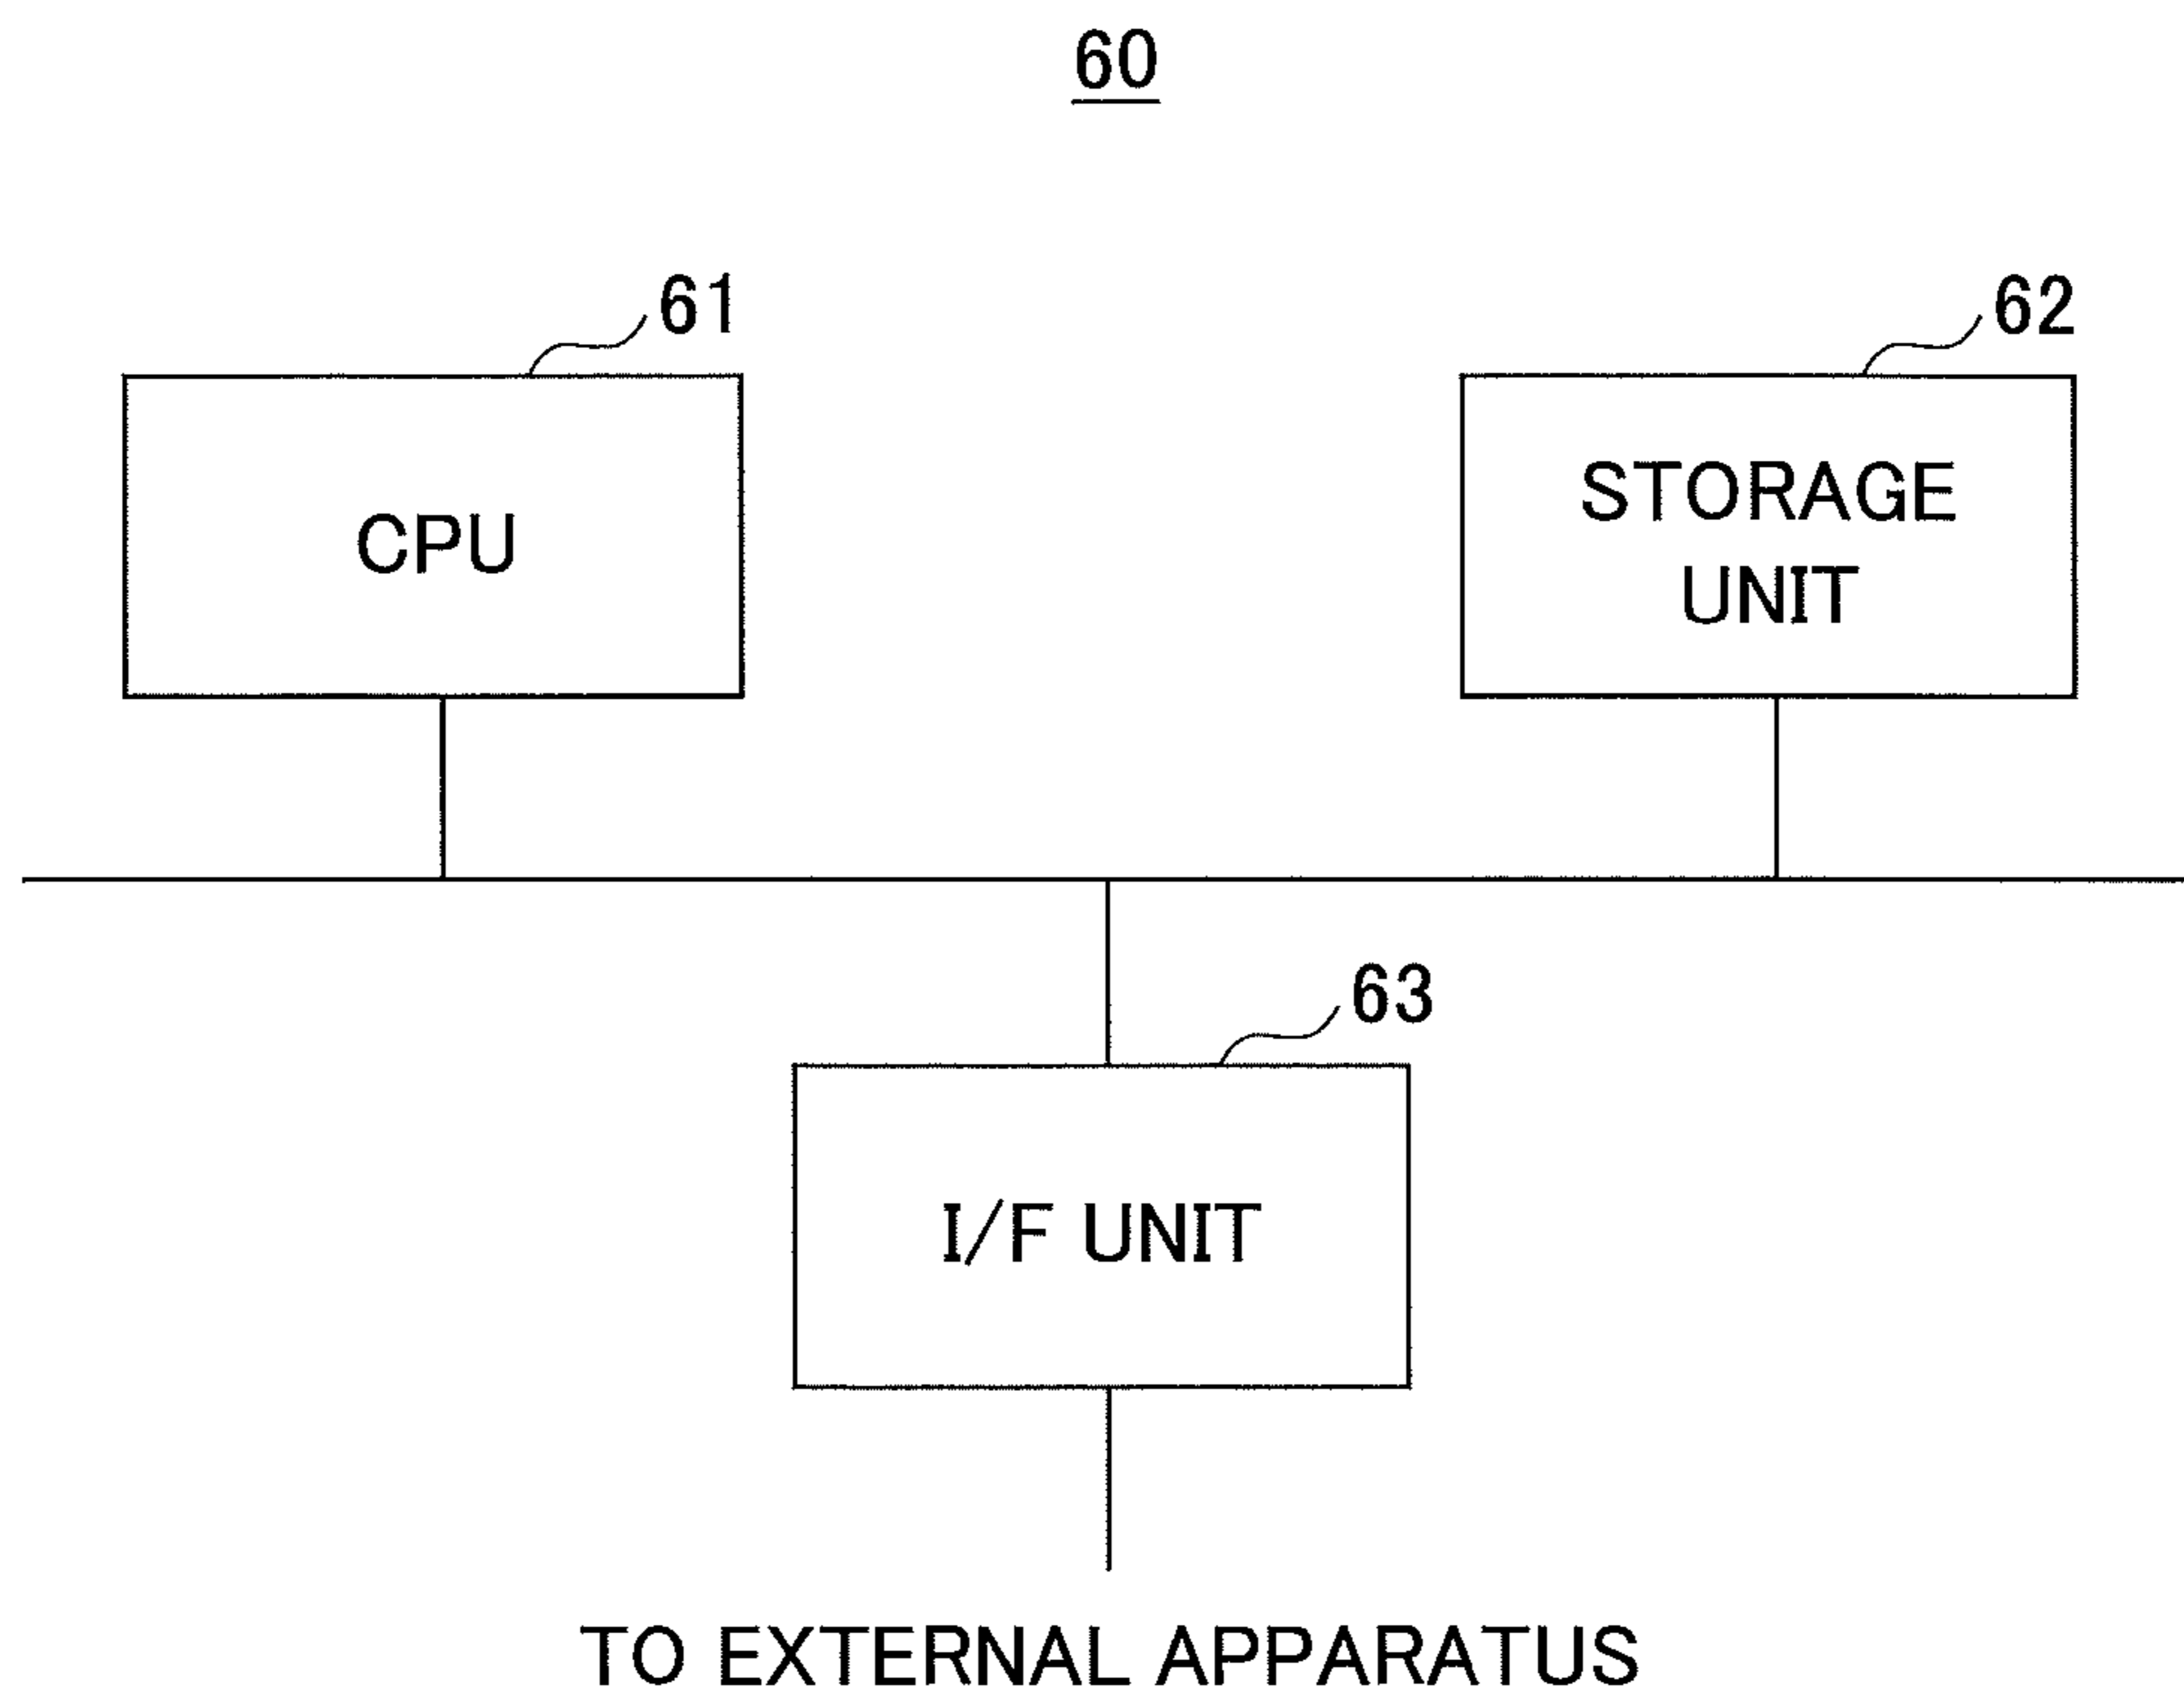 60
61
62
CPU
STORAGE
UNIT
63
I/F UNIT
TO EXTERNAL APPARATUS